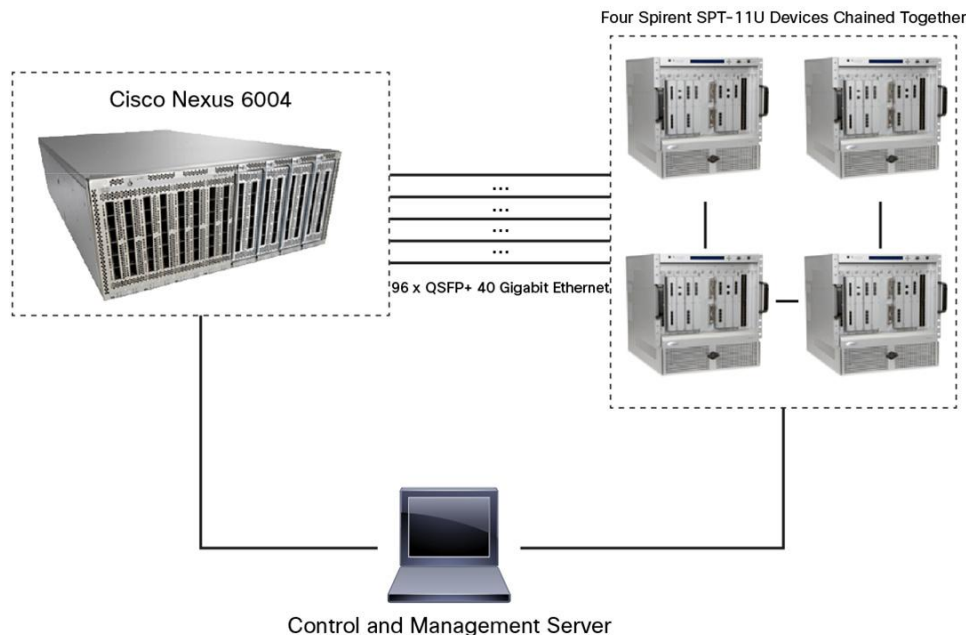 Four Spirent SPT-11U Devices Chained Together
Cisco Nexus 6004
...
...
...
...
96 x QSFP+ 40 Gigabit Ethernet
Control and Management Server